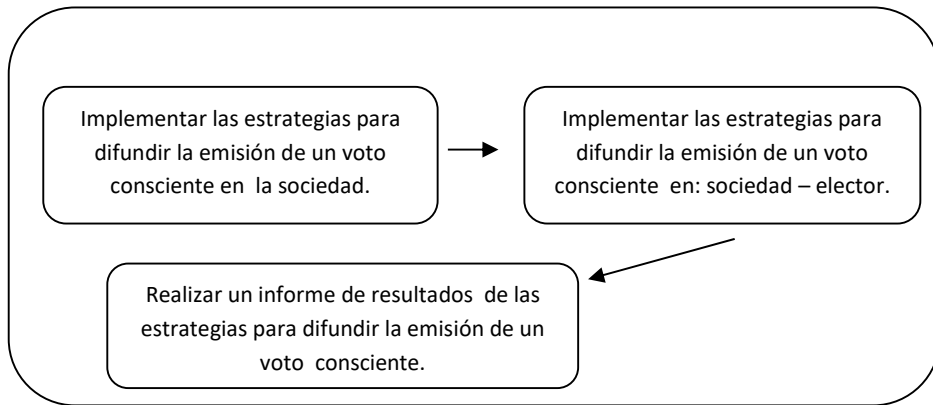 Implementar las estrategias para
difundir la emisión de un voto
consciente en  la sociedad.
Implementar las estrategias para
difundir la emisión de un voto
consciente  en: sociedad – elector.
Realizar un informe de resultados  de las
estrategias para difundir la emisión de un
voto  consciente.